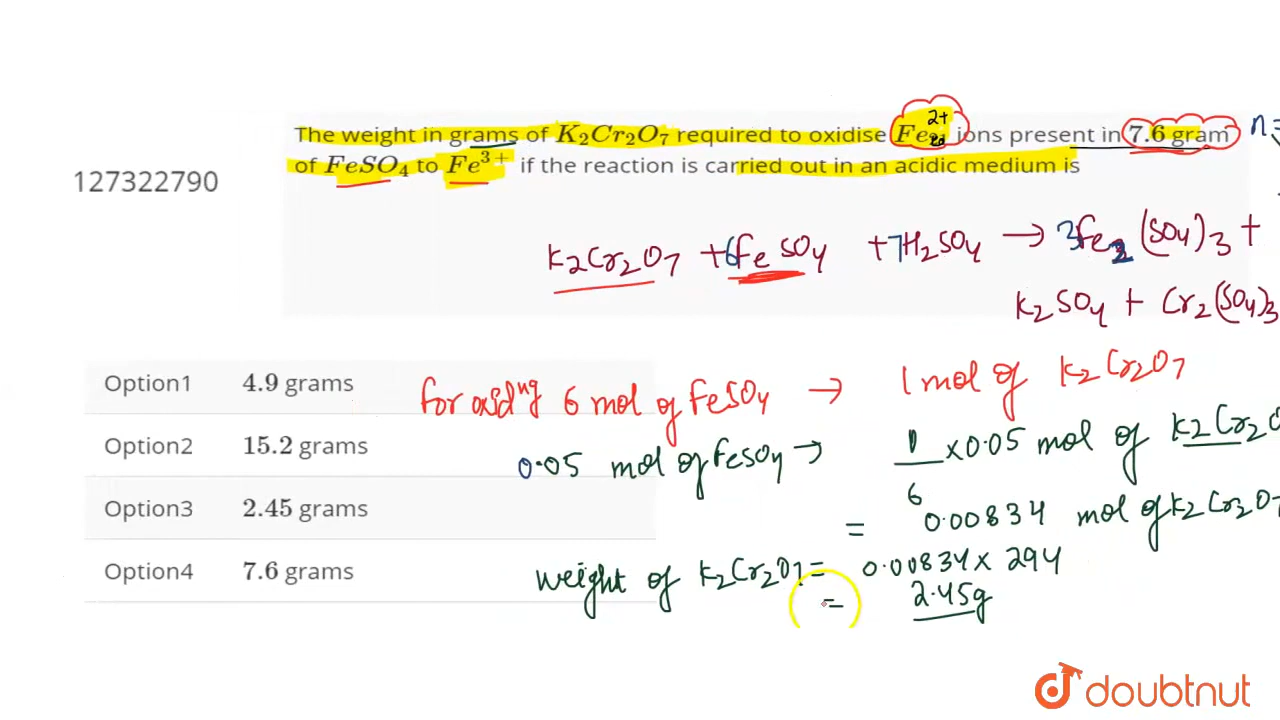 The weight in grams of K₂Cr₂O₇ required to oxidise Fe²⁺ ions present in 7.6 gram n=
127322790 of FeSO₄ to Fe³⁺ if the reaction is carried out in an acidic medium is
K₂Cr₂O₇ + 6FeSO₄ + 7H₂SO₄ → 3Fe₂(SO₄)₃ +
K₂SO₄ + Cr₂(SO₄)₃
Option1 4.9 grams
Option2 15.2 grams
Option3 2.45 grams
Option4 7.6 grams
for oxidng 6 mol of FeSO₄ → 1 mol of K₂Cr₂O₇
0.05 mol of FeSO₄ → 1/6 × 0.05 mol of K₂Cr₂O
= 0.00834 mol of K₂Cr₂O₇
Weight of K₂Cr₂O₇ = 0.00834 × 294
= 2.45g
doubtnut